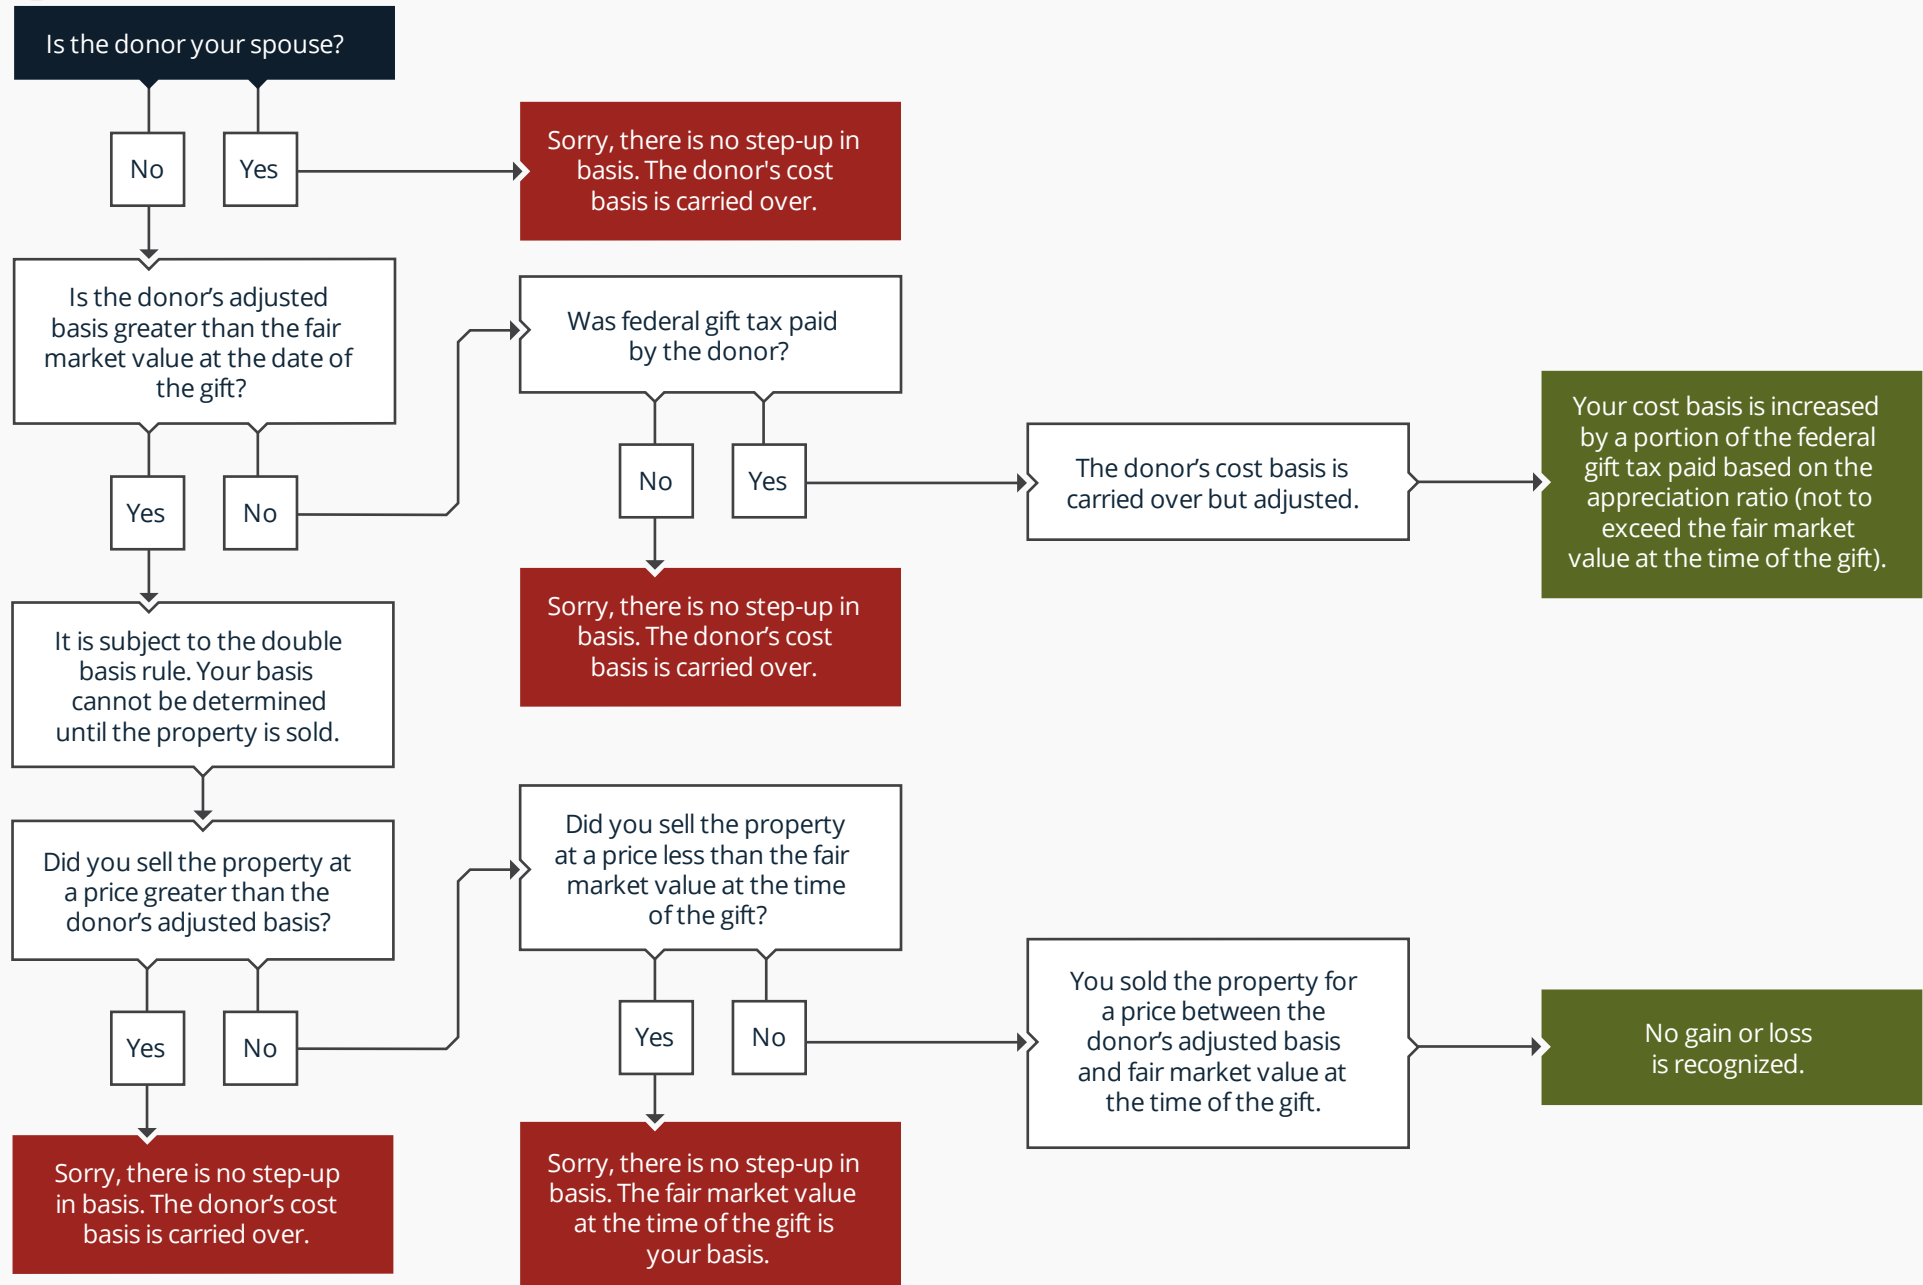 Is the donor your spouse?
No
Yes
Sorry, there is no step-up in
basis. The donor's cost
basis is carried over.
Is the donor’s adjusted
basis greater than the fair
market value at the date of
the gift?
Yes
No
Was federal gift tax paid
by the donor?
No
Yes
The donor’s cost basis is
carried over but adjusted.
Your cost basis is increased
by a portion of the federal
gift tax paid based on the
appreciation ratio (not to
exceed the fair market
value at the time of the gift).
Sorry, there is no step-up in
basis. The donor’s cost
basis is carried over.
It is subject to the double
basis rule. Your basis
cannot be determined
until the property is sold.
Did you sell the property at
a price greater than the
donor’s adjusted basis?
Yes
No
Did you sell the property
at a price less than the fair
market value at the time
of the gift?
Yes
No
You sold the property for
a price between the
donor’s adjusted basis
and fair market value at
the time of the gift.
No gain or loss
is recognized.
Sorry, there is no step-up
in basis. The donor’s cost
basis is carried over.
Sorry, there is no step-up in
basis. The fair market value
at the time of the gift is
your basis.